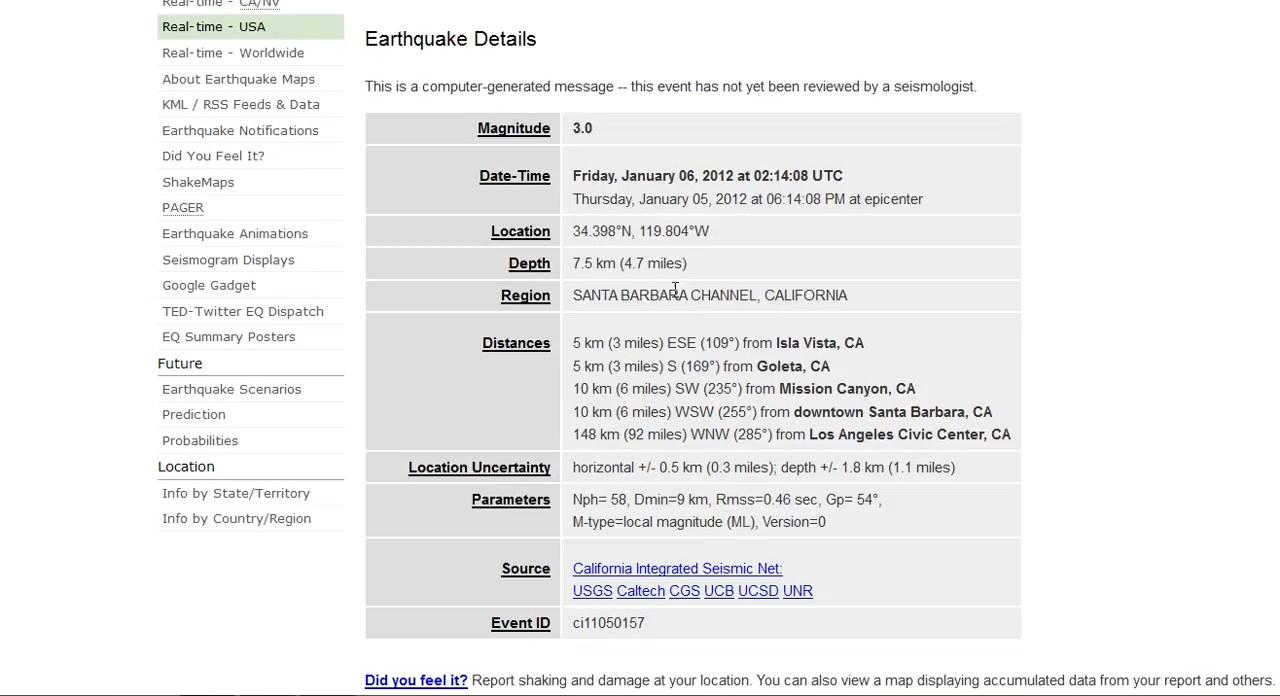 Real-time - CA/NV
Real-time - USA
Real-time - Worldwide
About Earthquake Maps
KML / RSS Feeds & Data
Earthquake Notifications
Did You Feel It?
ShakeMaps
PAGER
Earthquake Animations
Seismogram Displays
Google Gadget
TED-Twitter EQ Dispatch
EQ Summary Posters
Future
Earthquake Scenarios
Prediction
Probabilities
Location
Info by State/Territory
Info by Country/Region
Earthquake Details
This is a computer-generated message -- this event has not yet been reviewed by a seismologist.
Magnitude 3.0
Date-Time Friday, January 06, 2012 at 02:14:08 UTC
Thursday, January 05, 2012 at 06:14:08 PM at epicenter
Location 34.398°N, 119.804°W
Depth 7.5 km (4.7 miles)
Region SANTA BARBARA CHANNEL, CALIFORNIA
Distances 5 km (3 miles) ESE (109°) from Isla Vista, CA
5 km (3 miles) S (169°) from Goleta, CA
10 km (6 miles) SW (235°) from Mission Canyon, CA
10 km (6 miles) WSW (255°) from downtown Santa Barbara, CA
148 km (92 miles) WNW (285°) from Los Angeles Civic Center, CA
Location Uncertainty horizontal +/- 0.5 km (0.3 miles); depth +/- 1.8 km (1.1 miles)
Parameters Nph= 58, Dmin=9 km, Rmss=0.46 sec, Gp= 54°,
M-type=local magnitude (ML), Version=0
Source California Integrated Seismic Net:
USGS Caltech CGS UCB UCSD UNR
Event ID ci11050157
Did you feel it? Report shaking and damage at your location. You can also view a map displaying accumulated data from your report and others.